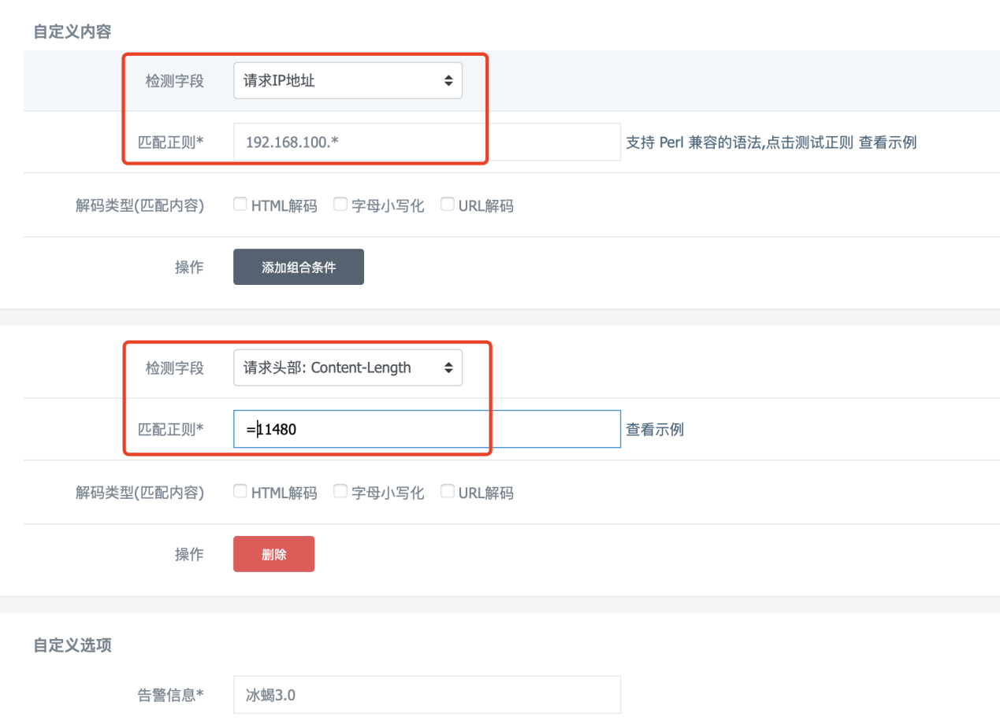 自定义内容
检测字段 请求IP地址
匹配正则* 192.168.100.* 支持 Perl 兼容的语法,点击测试正则 查看示例
解码类型(匹配内容) HTML解码 字母小写化 URL解码
操作 添加组合条件
检测字段 请求头部: Content-Length
匹配正则* =11480 查看示例
解码类型(匹配内容) HTML解码 字母小写化 URL解码
操作 删除
自定义选项
告警信息* 冰蝎3.0